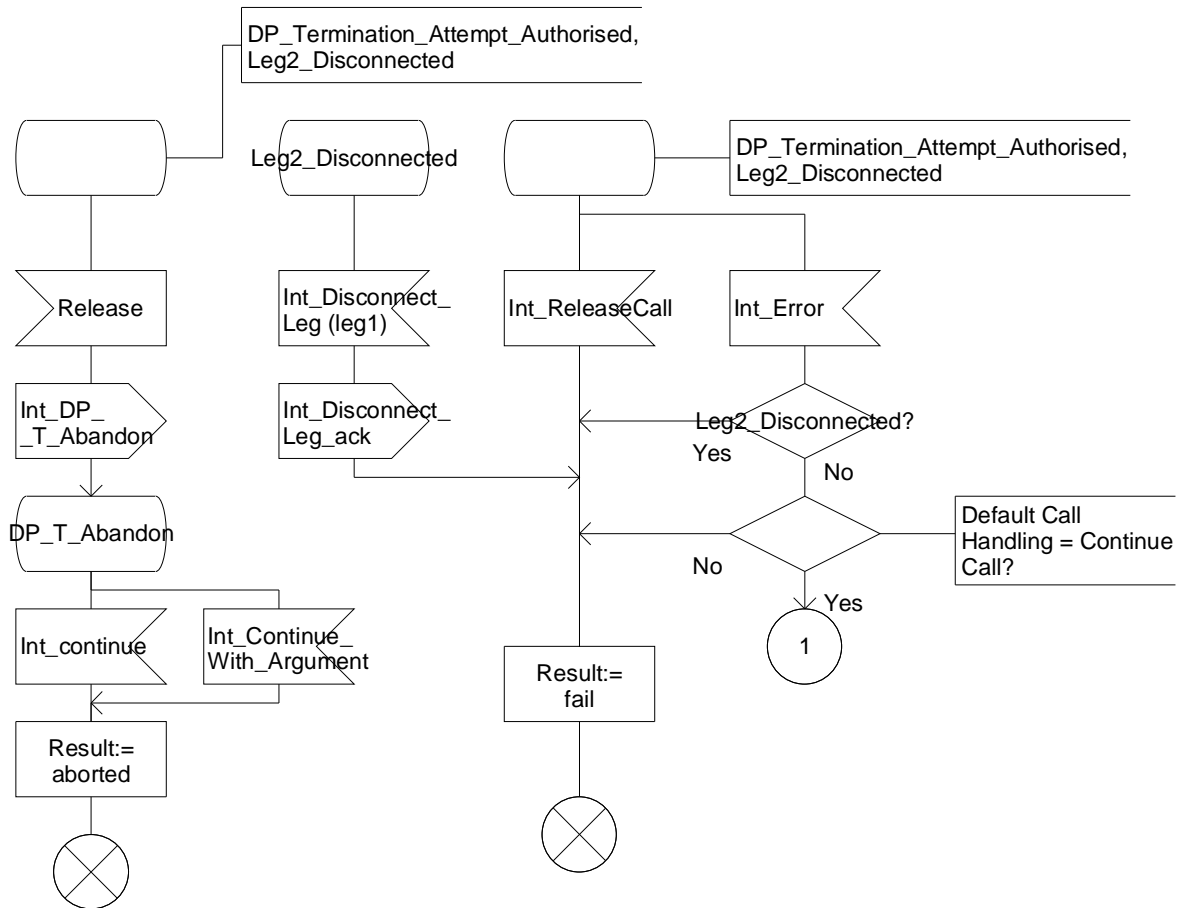 DP_Termination_Attempt_Authorised,
Leg2_Disconnected
Leg2_Disconnected
DP_Termination_Attempt_Authorised,
Leg2_Disconnected
Release
Int_Disconnect_
Leg (leg1)
Int_ReleaseCall
Int_Error
Int_DP_
_T_Abandon
Int_Disconnect_
Leg_ack
Leg2_Disconnected?
Yes
No
DP_T_Abandon
Default Call
Handling = Continue
Call?
No
Yes
Int_continue
Int_Continue_
With_Argument
1
Result:=
fail
Result:=
aborted